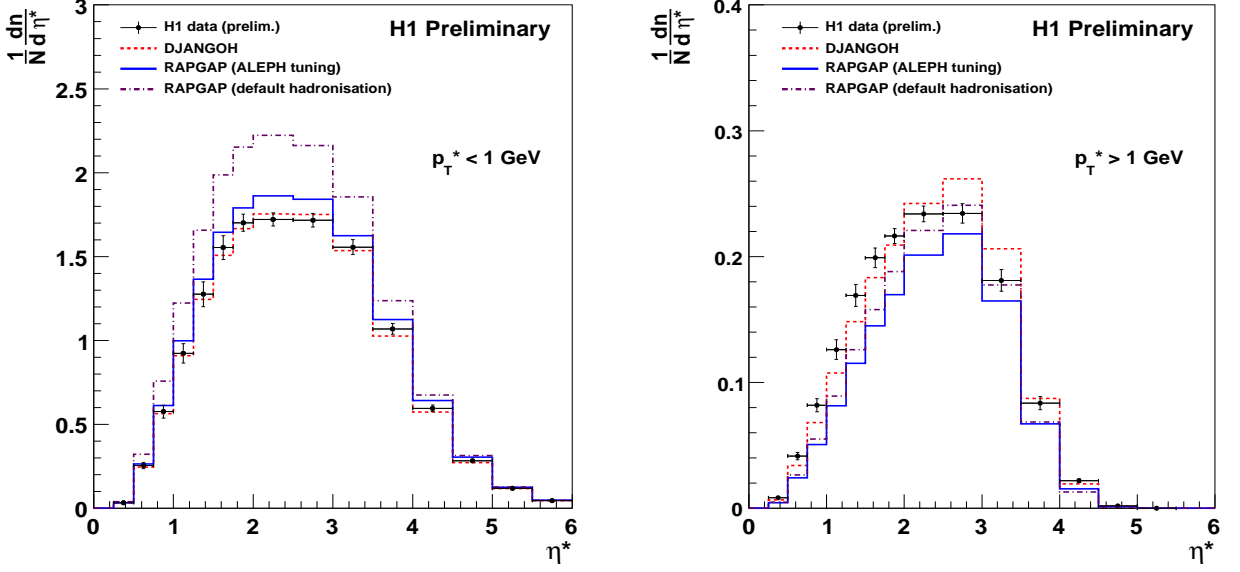 1/N dn/dη*
H1 Preliminary
H1 data (prelim.)
DJANGOH
RAPGAP (ALEPH tuning)
RAPGAP (default hadronisation)
p_T* < 1 GeV
3
2.5
2
1.5
1
0.5
0
0 1 2 3 4 5 6
η*
1/N dn/dη*
H1 Preliminary
H1 data (prelim.)
DJANGOH
RAPGAP (ALEPH tuning)
RAPGAP (default hadronisation)
p_T* > 1 GeV
0.4
0.3
0.2
0.1
0
0 1 2 3 4 5 6
η*